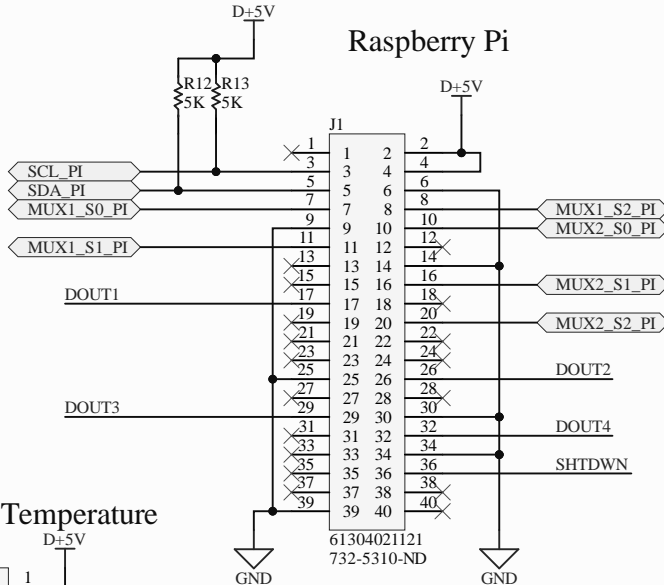 D+5V
Raspberry Pi
R12 R13
5K 5K
D+5V
J1
1 1 2 2
SCL_PI 3 3 4 4
SDA_PI 5 5 6 6
MUX1_S0_PI 7 7 8 8 MUX1_S2_PI
9 9 10 10 MUX2_S0_PI
MUX1_S1_PI 11 11 12 12
13 13 14 14
15 15 16 16 MUX2_S1_PI
DOUT1 17 17 18 18
19 19 20 20 MUX2_S2_PI
21 21 22 22
23 23 24 24
25 25 26 26 DOUT2
27 27 28 28
DOUT3 29 29 30 30
31 31 32 32 DOUT4
33 33 34 34
35 35 36 36 SHTDWN
37 37 38 38
39 39 40 40
61304021121
732-5310-ND
GND GND
Temperature
D+5V
1